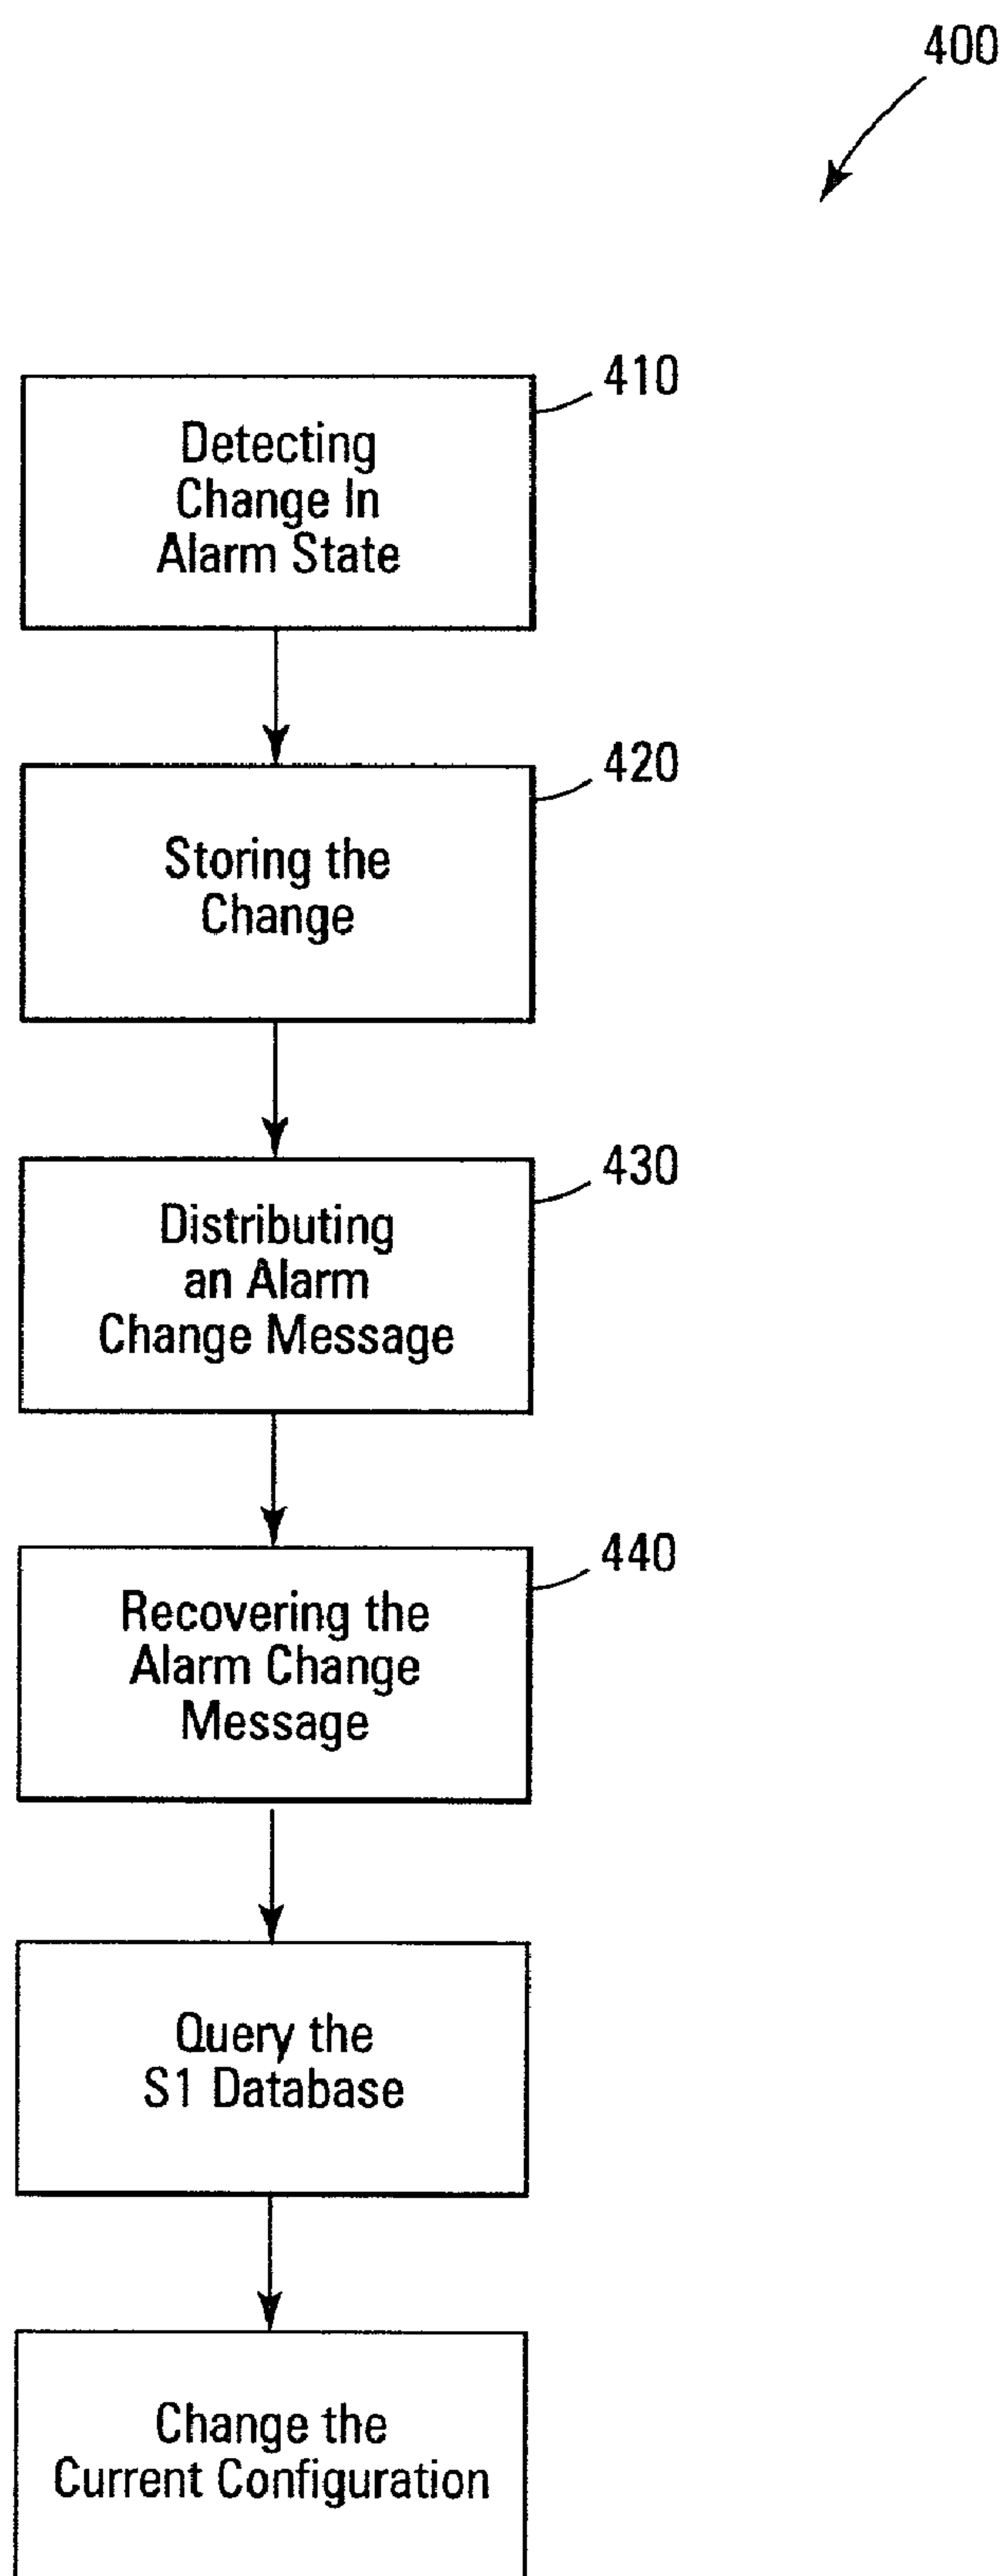 400
410
Detecting
Change In
Alarm State
420
Storing the
Change
430
Distributing
an Alarm
Change Message
440
Recovering the
Alarm Change
Message
Query the
S1 Database
Change the
Current Configuration